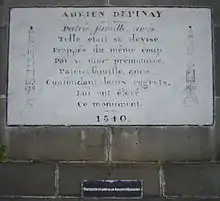 ADRIEN DEPINAY
Patrie, famille, amis
Telle était sa devise
Frappés du même coup
Par sa mort prématurée
Patrie, famille, amis
Confondant leurs regrets,
Lui ont élevé
Ce monument.
1840.